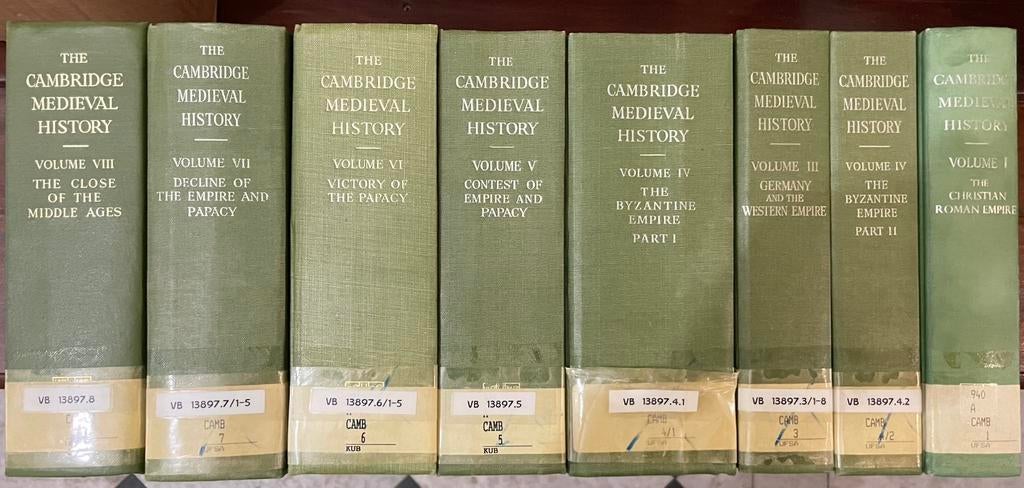 THE
CAMBRIDGE
MEDIEVAL
HISTORY
VOLUME VIII
THE CLOSE
OF THE
MIDDLE AGES
VB 13897.8
CAMB
THE
CAMBRIDGE
MEDIEVAL
HISTORY
VOLUME VII
DECLINE OF
THE EMPIRE AND
PAPACY
VB 13897.7/1-5
CAMB
7
UFSA
THE
CAMBRIDGE
MEDIEVAL
HISTORY
VOLUME VI
VICTORY OF
THE PAPACY
VB 13897.6/1-5
CAMB
6
KUB
THE
CAMBRIDGE
MEDIEVAL
HISTORY
VOLUME V
CONTEST OF
EMPIRE AND
PAPACY
VB 13897.5
CAMB
5
KUB
THE
CAMBRIDGE
MEDIEVAL
HISTORY
VOLUME IV
THE
BYZANTINE
EMPIRE
PART I
VB 13897.4.1
CAMB
4/1
UFSA
THE
CAMBRIDGE
MEDIEVAL
HISTORY
VOLUME III
GERMANY
AND THE
WESTERN EMPIRE
VB 13897.3/1-8
CAMB
3
UFSA
THE
CAMBRIDGE
MEDIEVAL
HISTORY
VOLUME IV
THE
BYZANTINE
EMPIRE
PART II
VB 13897.4.2
CAMB
/2
UFSA
THE
CAMBRIDGE
MEDIEVAL
HISTORY
VOLUME I
THE
CHRISTIAN
ROMAN EMPIRE
940
A
CAMB
1
UFSA